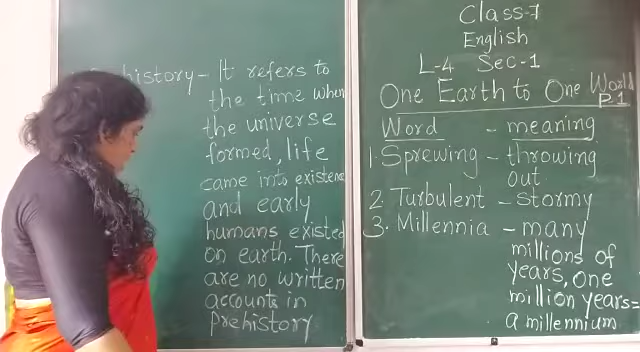 history - It refers to
the time when
the universe
formed, life
came into existence
and early
humans existed
on earth. There
are no written
accounts in
prehistory
Class-7
English
L-4 Sec-1
One Earth to One World
P.1
Word - meaning
1. Sprewing - throwing
out
2. Turbulent - stormy
3. Millennia - many
millions of
years, one
million years=
a millennium